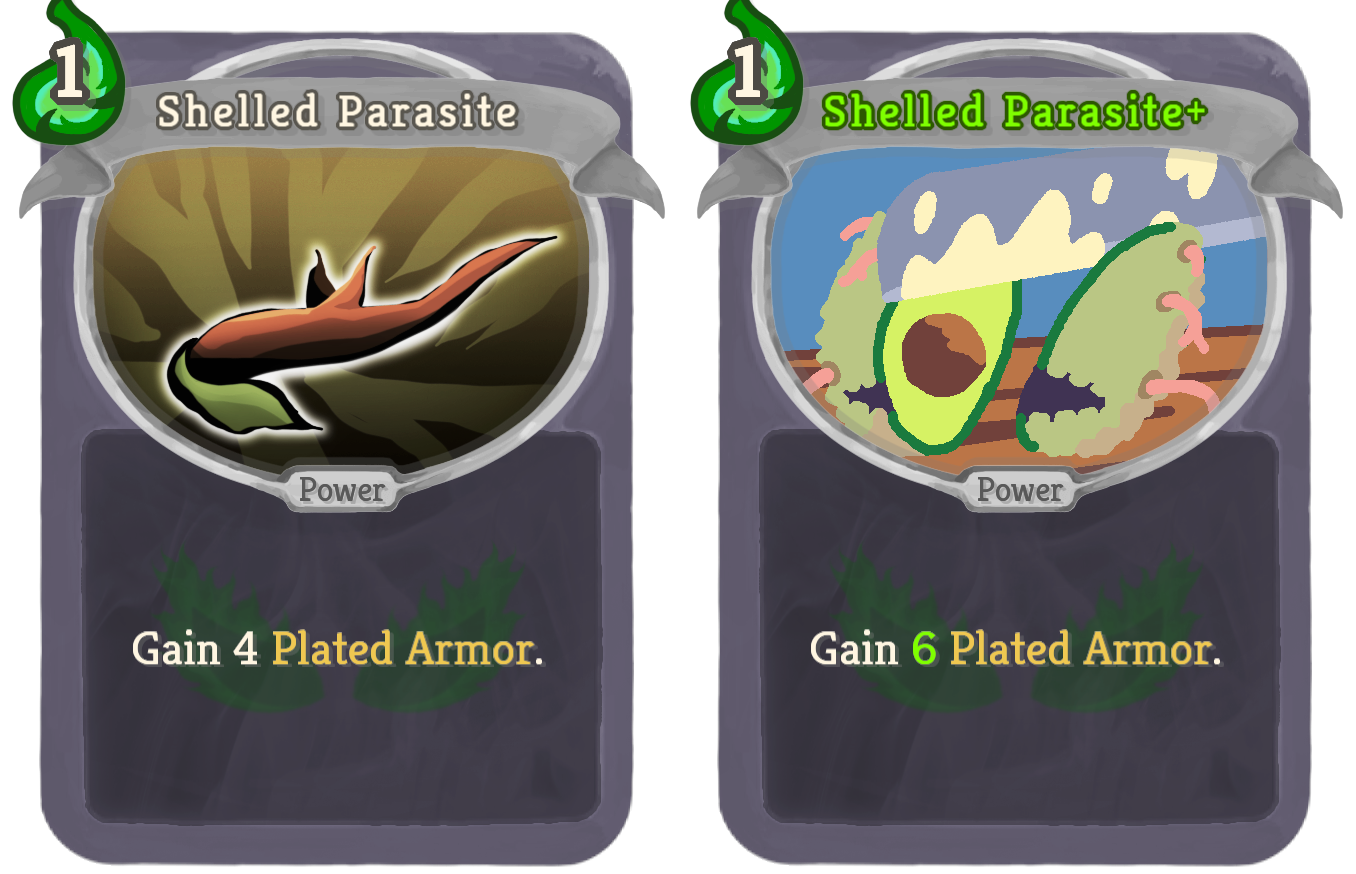 1
Shelled Parasite
Power
Gain 4 Plated Armor.
1
Shelled Parasite+
Power
Gain 6 Plated Armor.